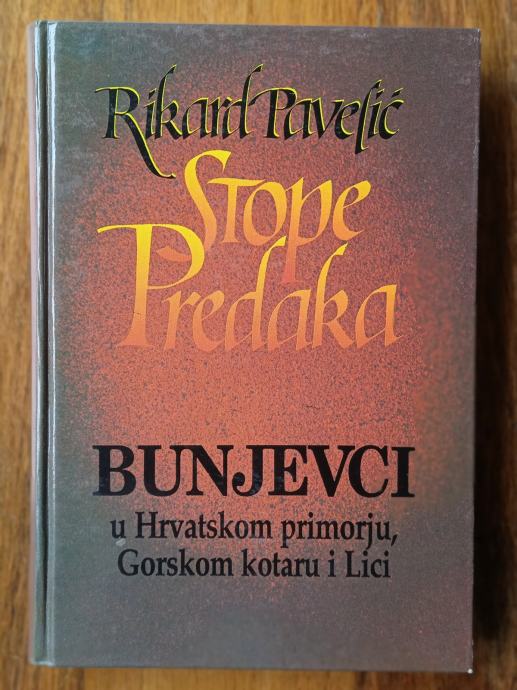 Rikard Pavelić
Stope
Predaka
BUNJEVCI
u Hrvatskom primorju,
Gorskom kotaru i Lici